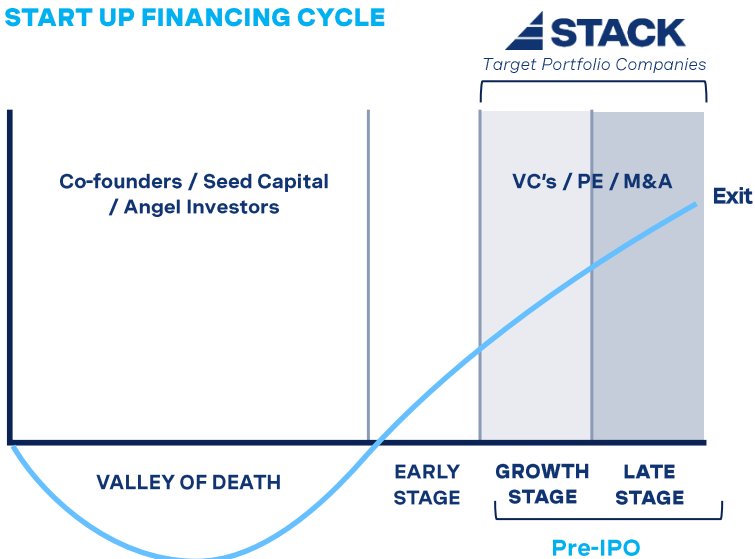 START UP FINANCING CYCLE
STACK
Target Portfolio Companies
Co-founders / Seed Capital
/ Angel Investors
VC's / PE / M&A
Exit
VALLEY OF DEATH
EARLY
STAGE
GROWTH
STAGE
LATE
STAGE
Pre-IPO